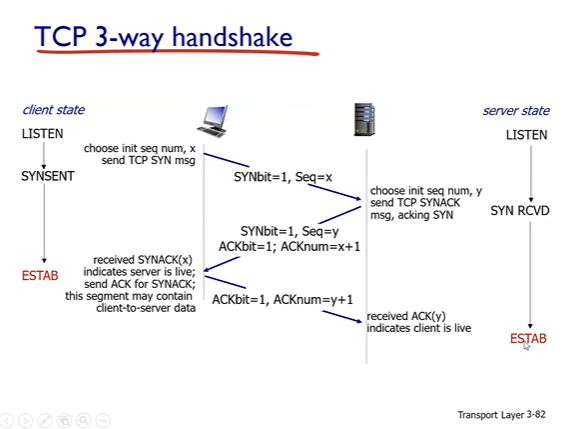 TCP 3-way handshake
client state
server state
LISTEN
LISTEN
choose init seq num, x
send TCP SYN msg
SYNSENT
SYNbit=1, Seq=x
choose init seq num, y
send TCP SYNACK
msg, acking SYN
SYN RCVD
SYNbit=1, Seq=y
ACKbit=1; ACKnum=x+1
received SYNACK(x)
indicates server is live;
send ACK for SYNACK;
this segment may contain
client-to-server data
ESTAB
ACKbit=1, ACKnum=y+1
received ACK(y)
indicates client is live
ESTAB
Transport Layer 3-82